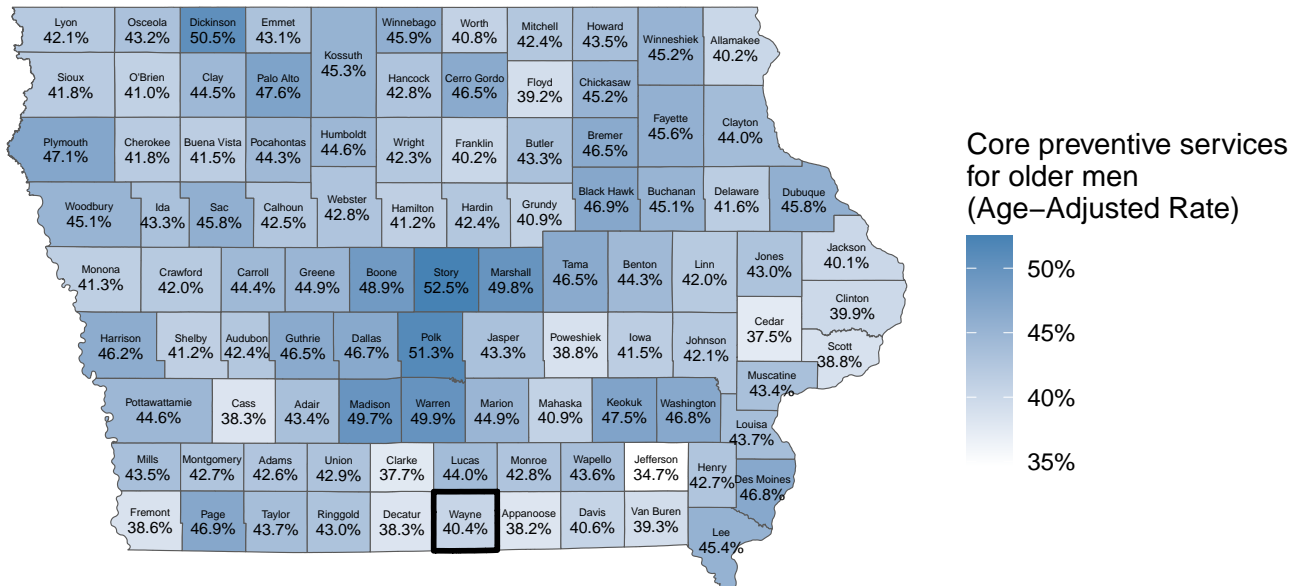 Lyon
42.1%
Osceola
43.2%
Dickinson
50.5%
Emmet
43.1%
Kossuth
45.3%
Winnebago
45.9%
Worth
40.8%
Mitchell
42.4%
Howard
43.5%
Winneshiek
45.2%
Allamakee
40.2%
Sioux
41.8%
O'Brien
41.0%
Clay
44.5%
Palo Alto
47.6%
Hancock
42.8%
Cerro Gordo
46.5%
Floyd
39.2%
Chickasaw
45.2%
Fayette
45.6%
Clayton
44.0%
Plymouth
47.1%
Cherokee
41.8%
Buena Vista
41.5%
Pocahontas
44.3%
Humboldt
44.6%
Wright
42.3%
Franklin
40.2%
Butler
43.3%
Bremer
46.5%
Woodbury
45.1%
Ida
43.3%
Sac
45.8%
Calhoun
42.5%
Webster
42.8%
Hamilton
41.2%
Hardin
42.4%
Grundy
40.9%
Black Hawk
46.9%
Buchanan
45.1%
Delaware
41.6%
Dubuque
45.8%
Monona
41.3%
Crawford
42.0%
Carroll
44.4%
Greene
44.9%
Boone
48.9%
Story
52.5%
Marshall
49.8%
Tama
46.5%
Benton
44.3%
Linn
42.0%
Jones
43.0%
Jackson
40.1%
Clinton
39.9%
Harrison
46.2%
Shelby
41.2%
Audubon
42.4%
Guthrie
46.5%
Dallas
46.7%
Polk
51.3%
Jasper
43.3%
Poweshiek
38.8%
Iowa
41.5%
Johnson
42.1%
Cedar
37.5%
Scott
38.8%
Muscatine
43.4%
Pottawattamie
44.6%
Cass
38.3%
Adair
43.4%
Madison
49.7%
Warren
49.9%
Marion
44.9%
Mahaska
40.9%
Keokuk
47.5%
Washington
46.8%
Louisa
43.7%
Mills
43.5%
Montgomery
42.7%
Adams
42.6%
Union
42.9%
Clarke
37.7%
Lucas
44.0%
Monroe
42.8%
Wapello
43.6%
Jefferson
34.7%
Henry
42.7%
Des Moines
46.8%
Fremont
38.6%
Page
46.9%
Taylor
43.7%
Ringgold
43.0%
Decatur
38.3%
Wayne
40.4%
Appanoose
38.2%
Davis
40.6%
Van Buren
39.3%
Lee
45.4%
Core preventive services
for older men
(Age−Adjusted Rate)
50%
45%
40%
35%